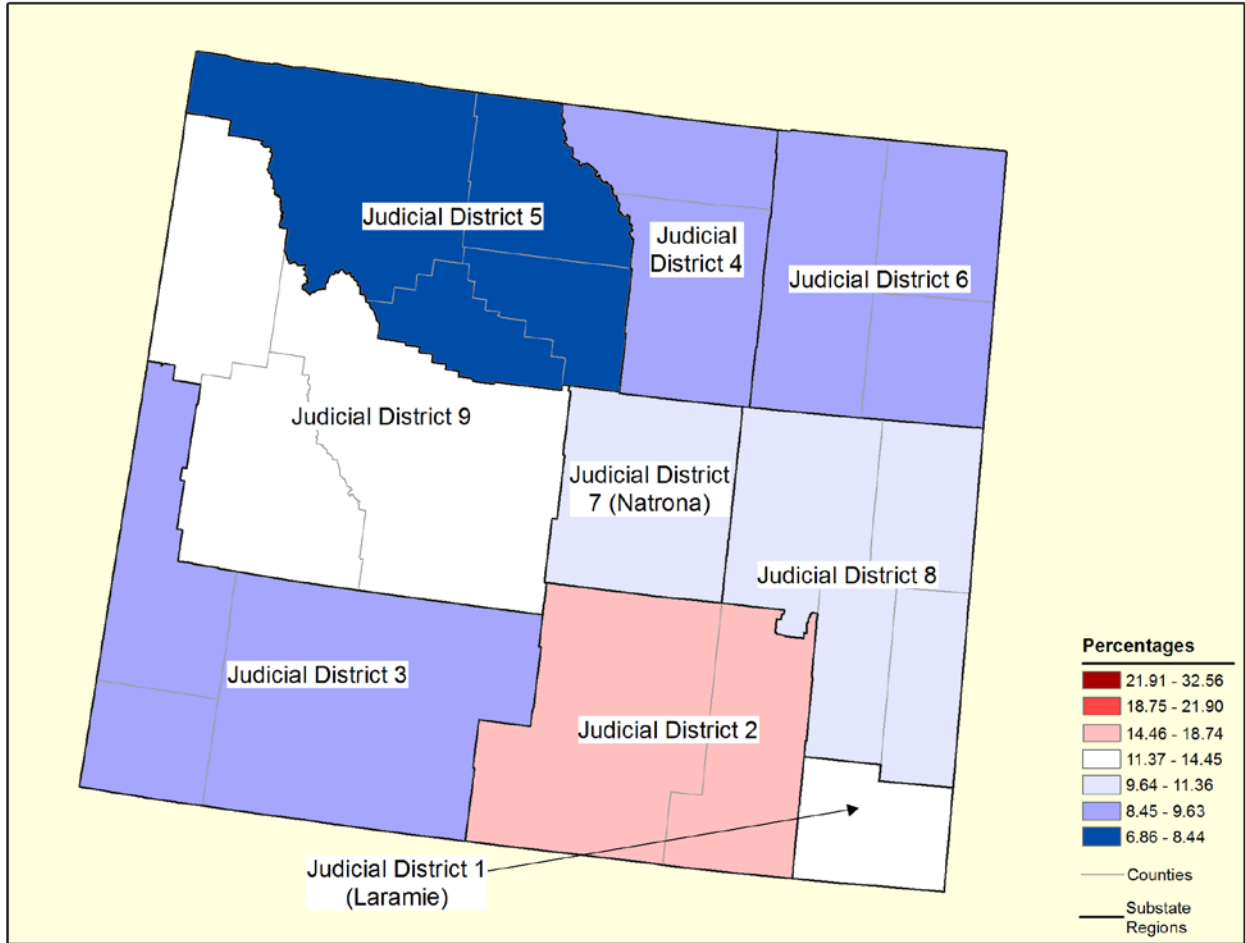 Judicial District 5
Judicial
District 4
Judicial District 6
Judicial District 9
Judicial District
7 (Natrona)
Judicial District 8
Judicial District 3
Judicial District 2
Judicial District 1
(Laramie)
Percentages
21.91 - 32.56
18.75 - 21.90
14.46 - 18.74
11.37 - 14.45
9.64 - 11.36
8.45 - 9.63
6.86 - 8.44
Counties
Substate
Regions